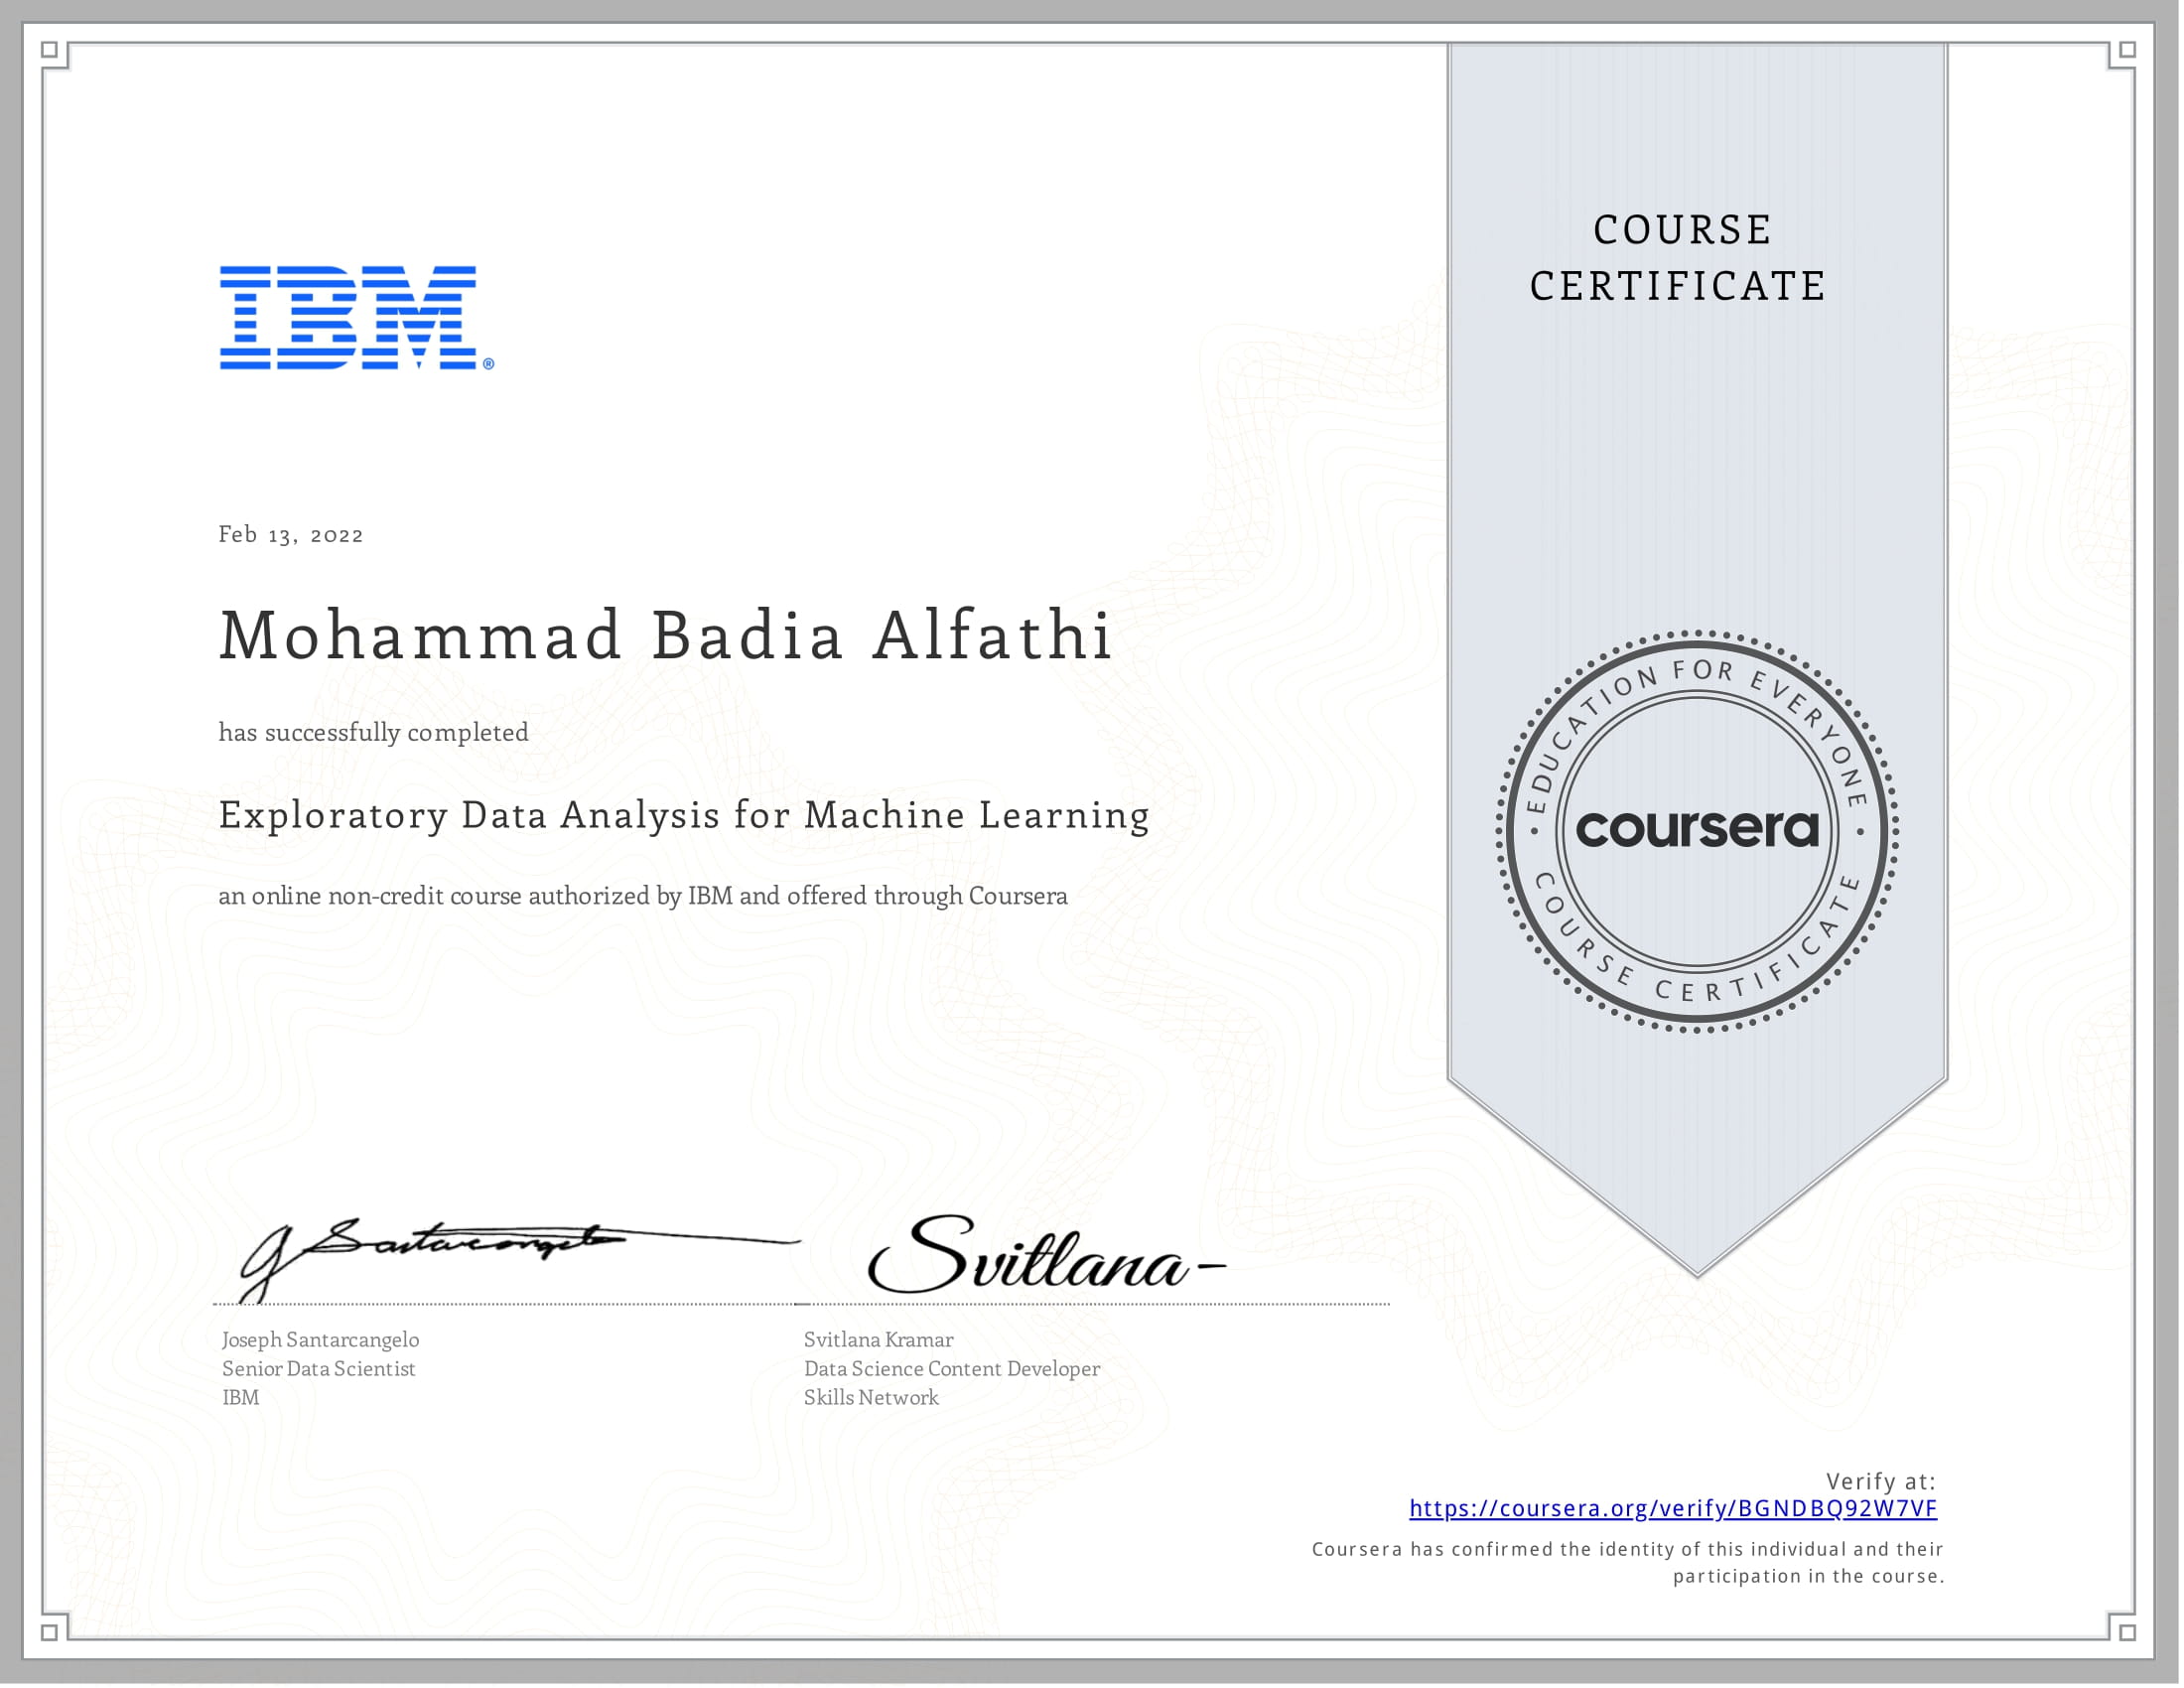 COURSE
CERTIFICATE
IBM®
Feb 13, 2022
Mohammad Badia Alfathi
has successfully completed
Exploratory Data Analysis for Machine Learning
an online non-credit course authorized by IBM and offered through Coursera
EDUCATION FOR EVERYONE
coursera
COURSE CERTIFICATE
J Santarcangelo
Svitlana-
Joseph Santarcangelo
Senior Data Scientist
IBM
Svitlana Kramar
Data Science Content Developer
Skills Network
Verify at:
https://coursera.org/verify/BGNDBQ92W7VF
Coursera has confirmed the identity of this individual and their
participation in the course.